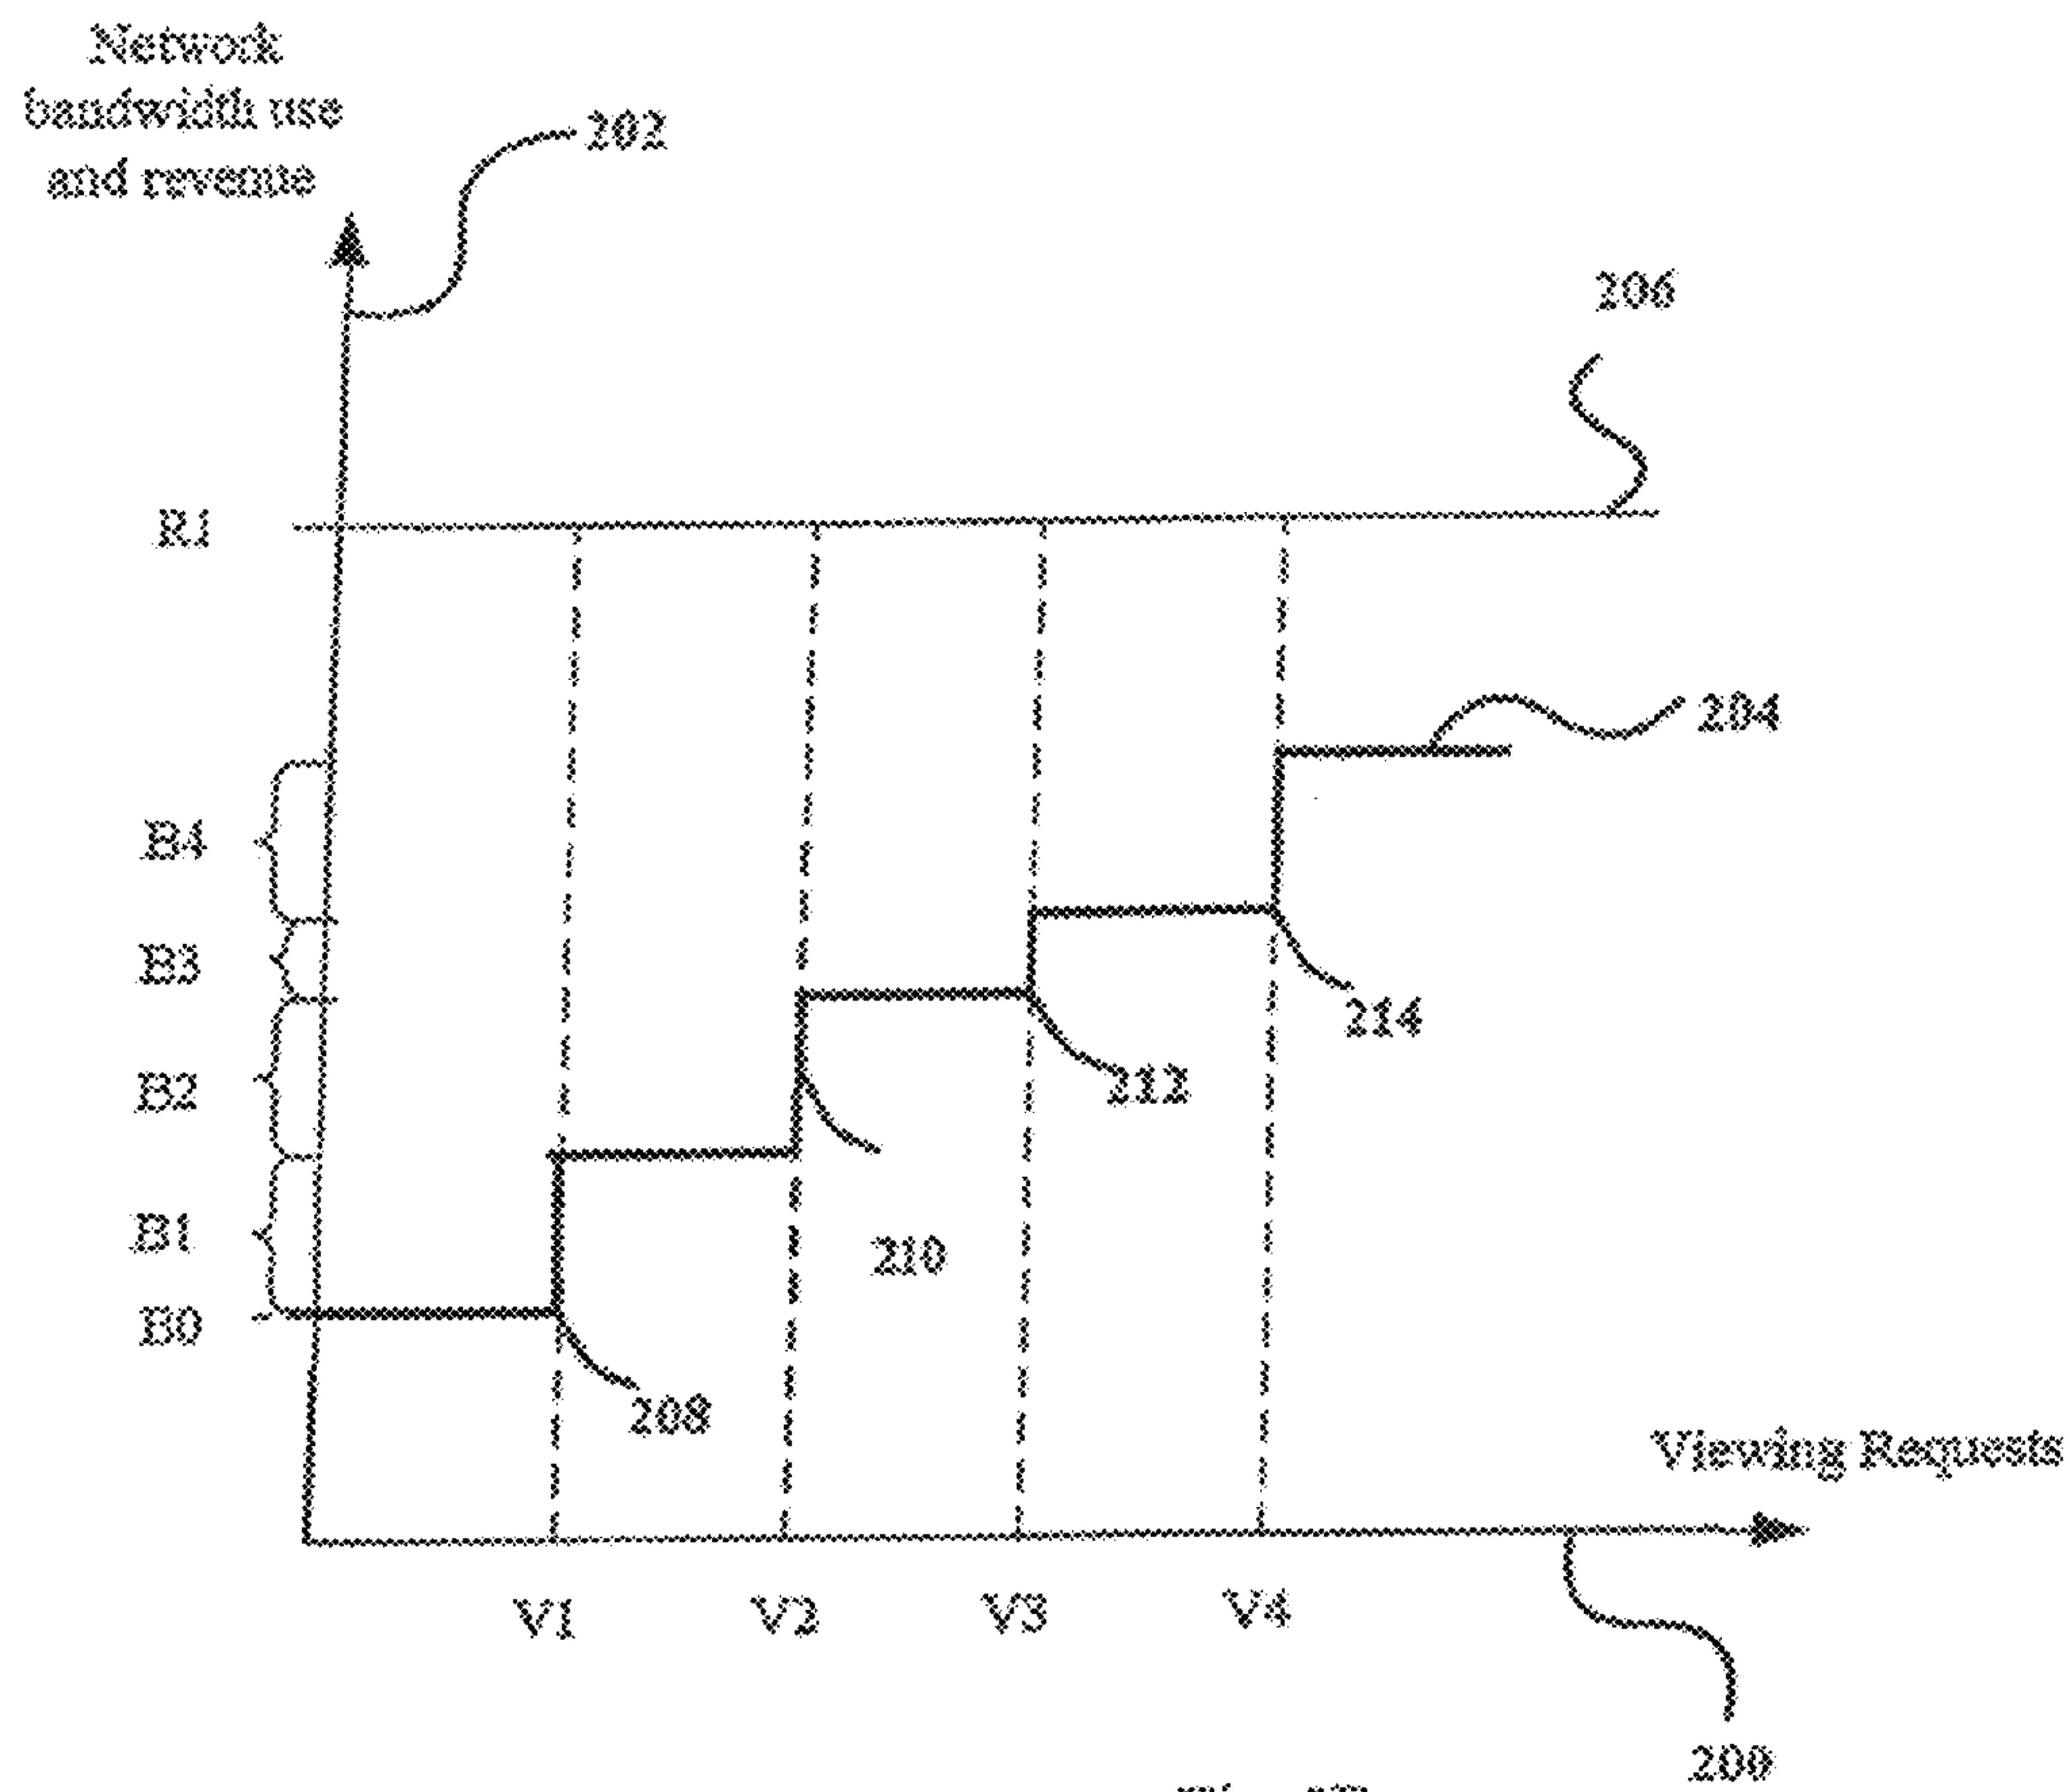 Network
bandwidth use
and revenue
202
206
R1
204
B4
B3
214
B2
212
B1
210
B0
208
Viewing Requests
V1 V2 V3 V4
200